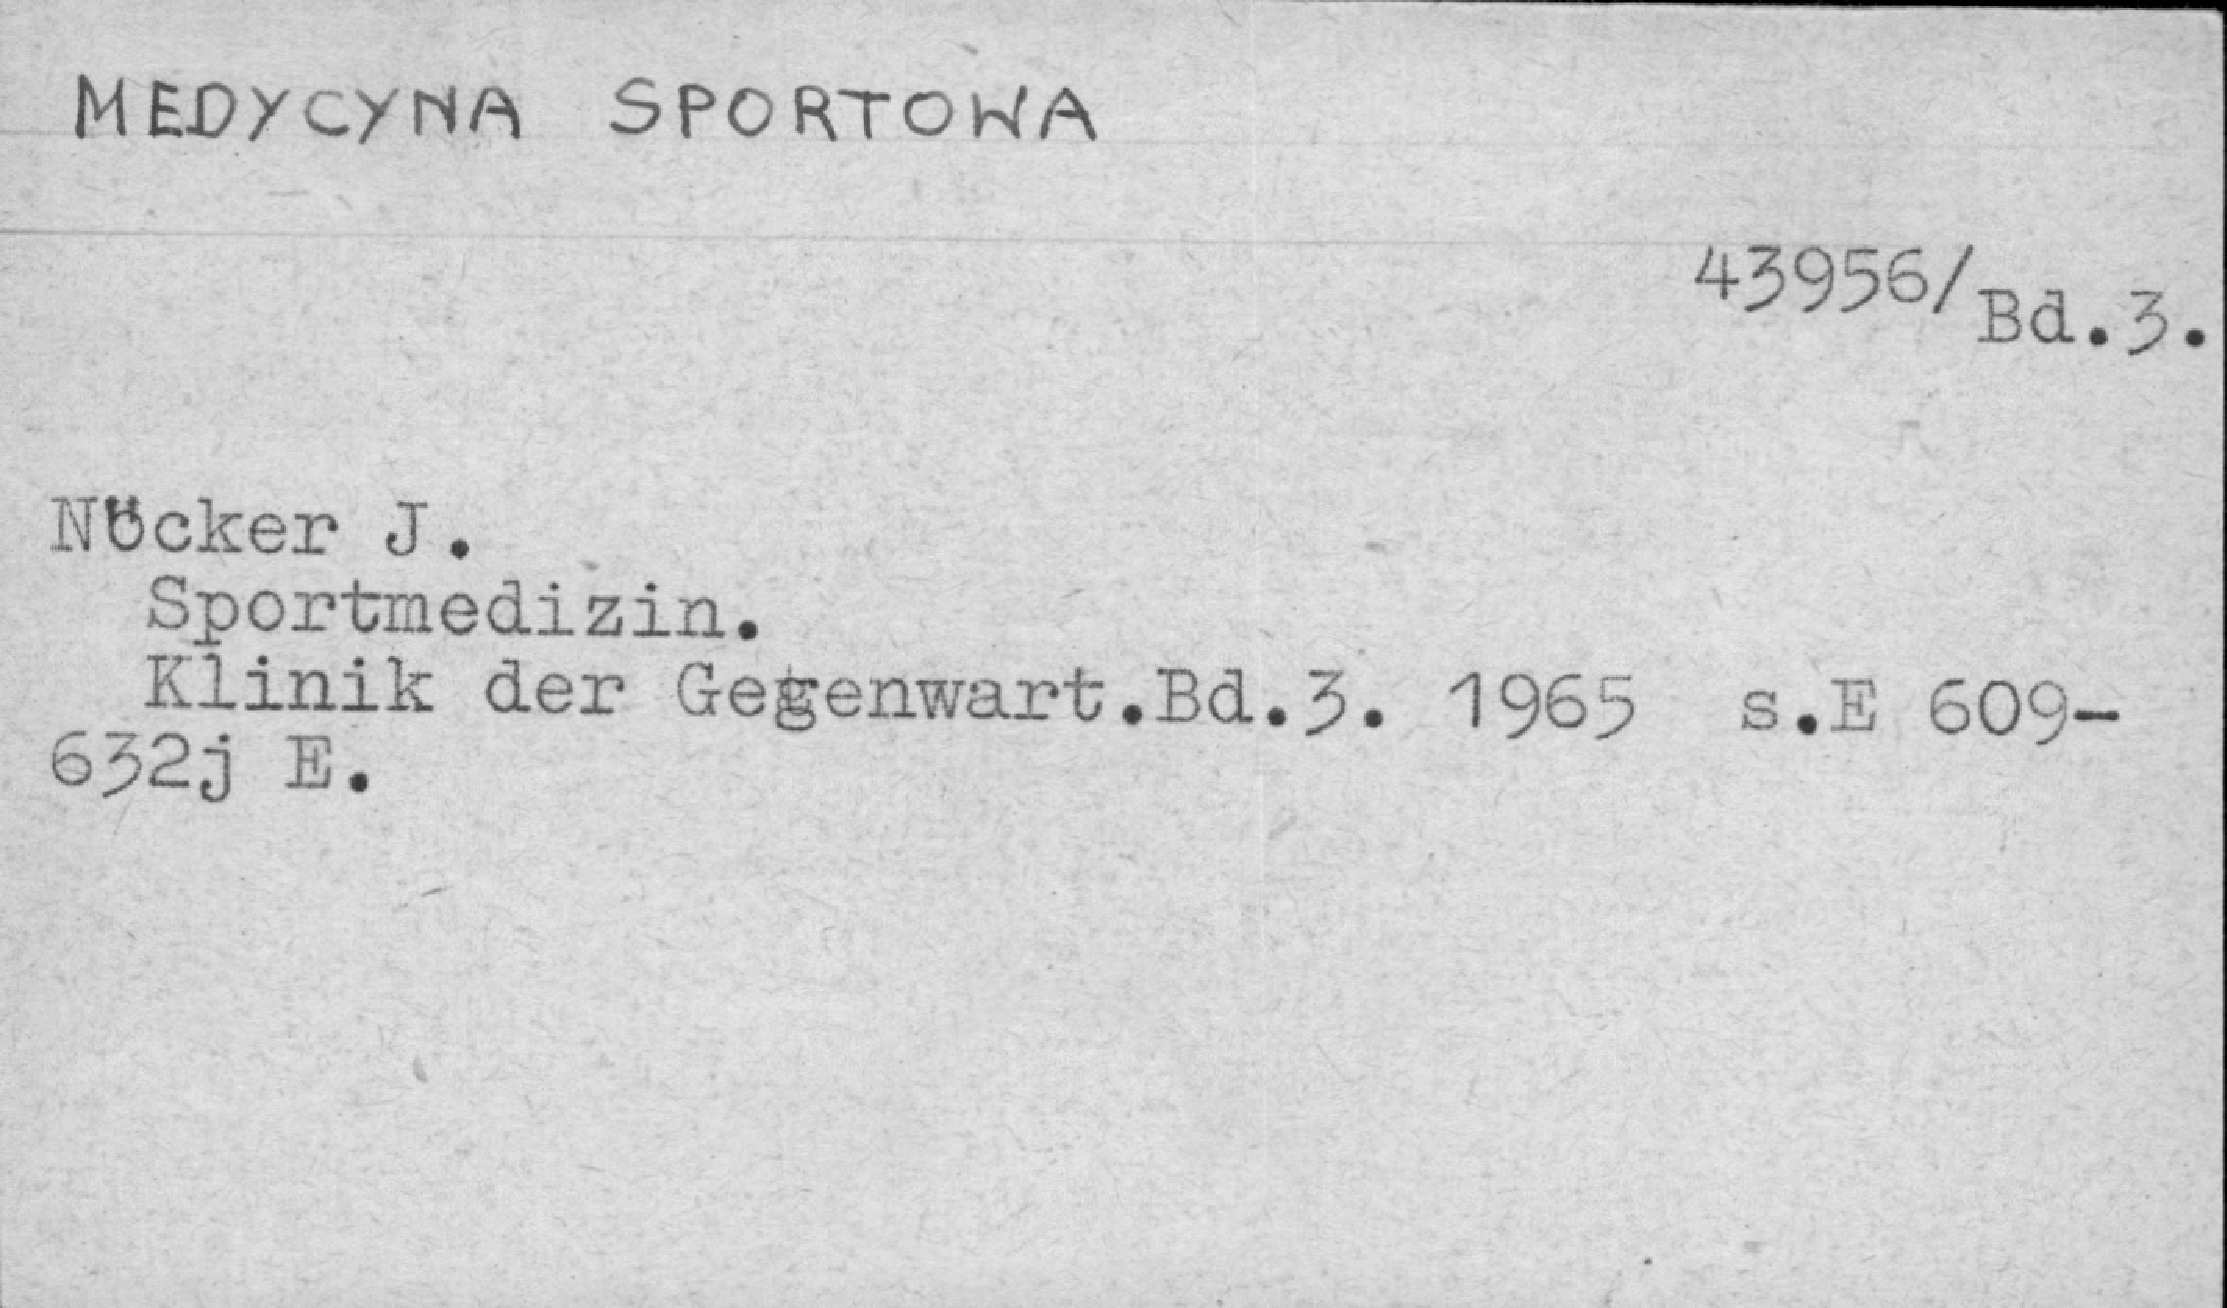 MEDYCYNA SPORTOWA
43956/Bd.3.
Nöcker J.
Sportmedizin.
Klinik der Gegenwart.Bd.3. 1965 s.E 609-
632j E.